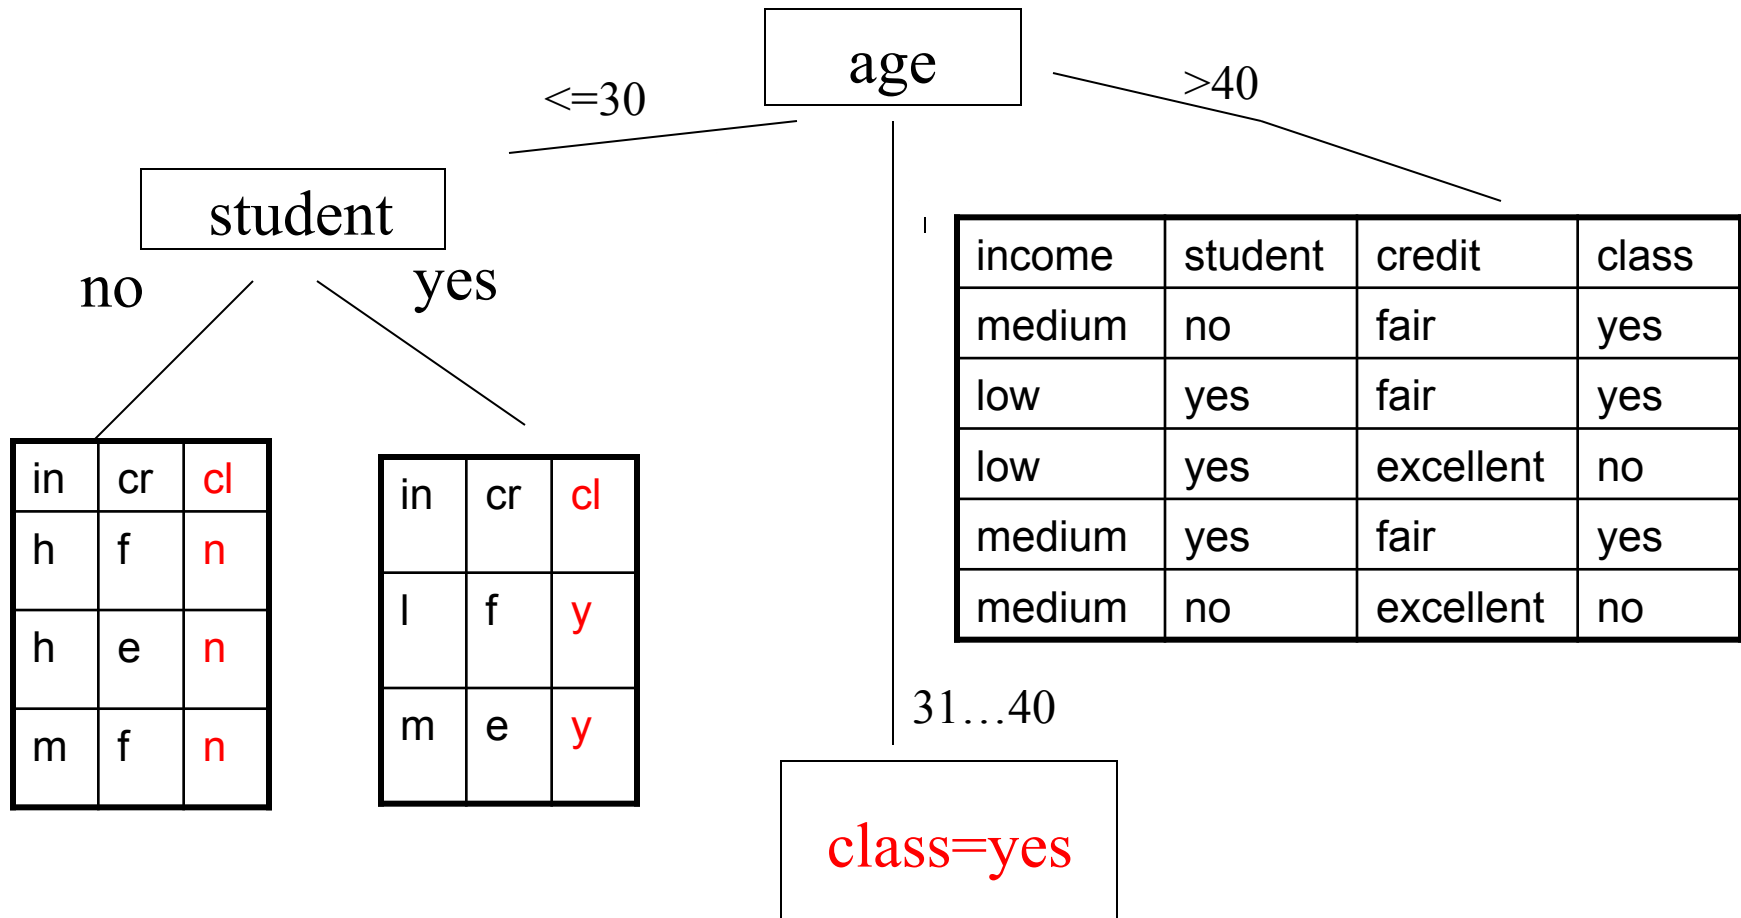 age
<=30
>40
student
no
yes
income student credit class
medium no fair yes
low yes fair yes
low yes excellent no
medium yes fair yes
medium no excellent no
in cr cl
h f n
h e n
m f n
in cr cl
l f y
m e y
31…40
class=yes